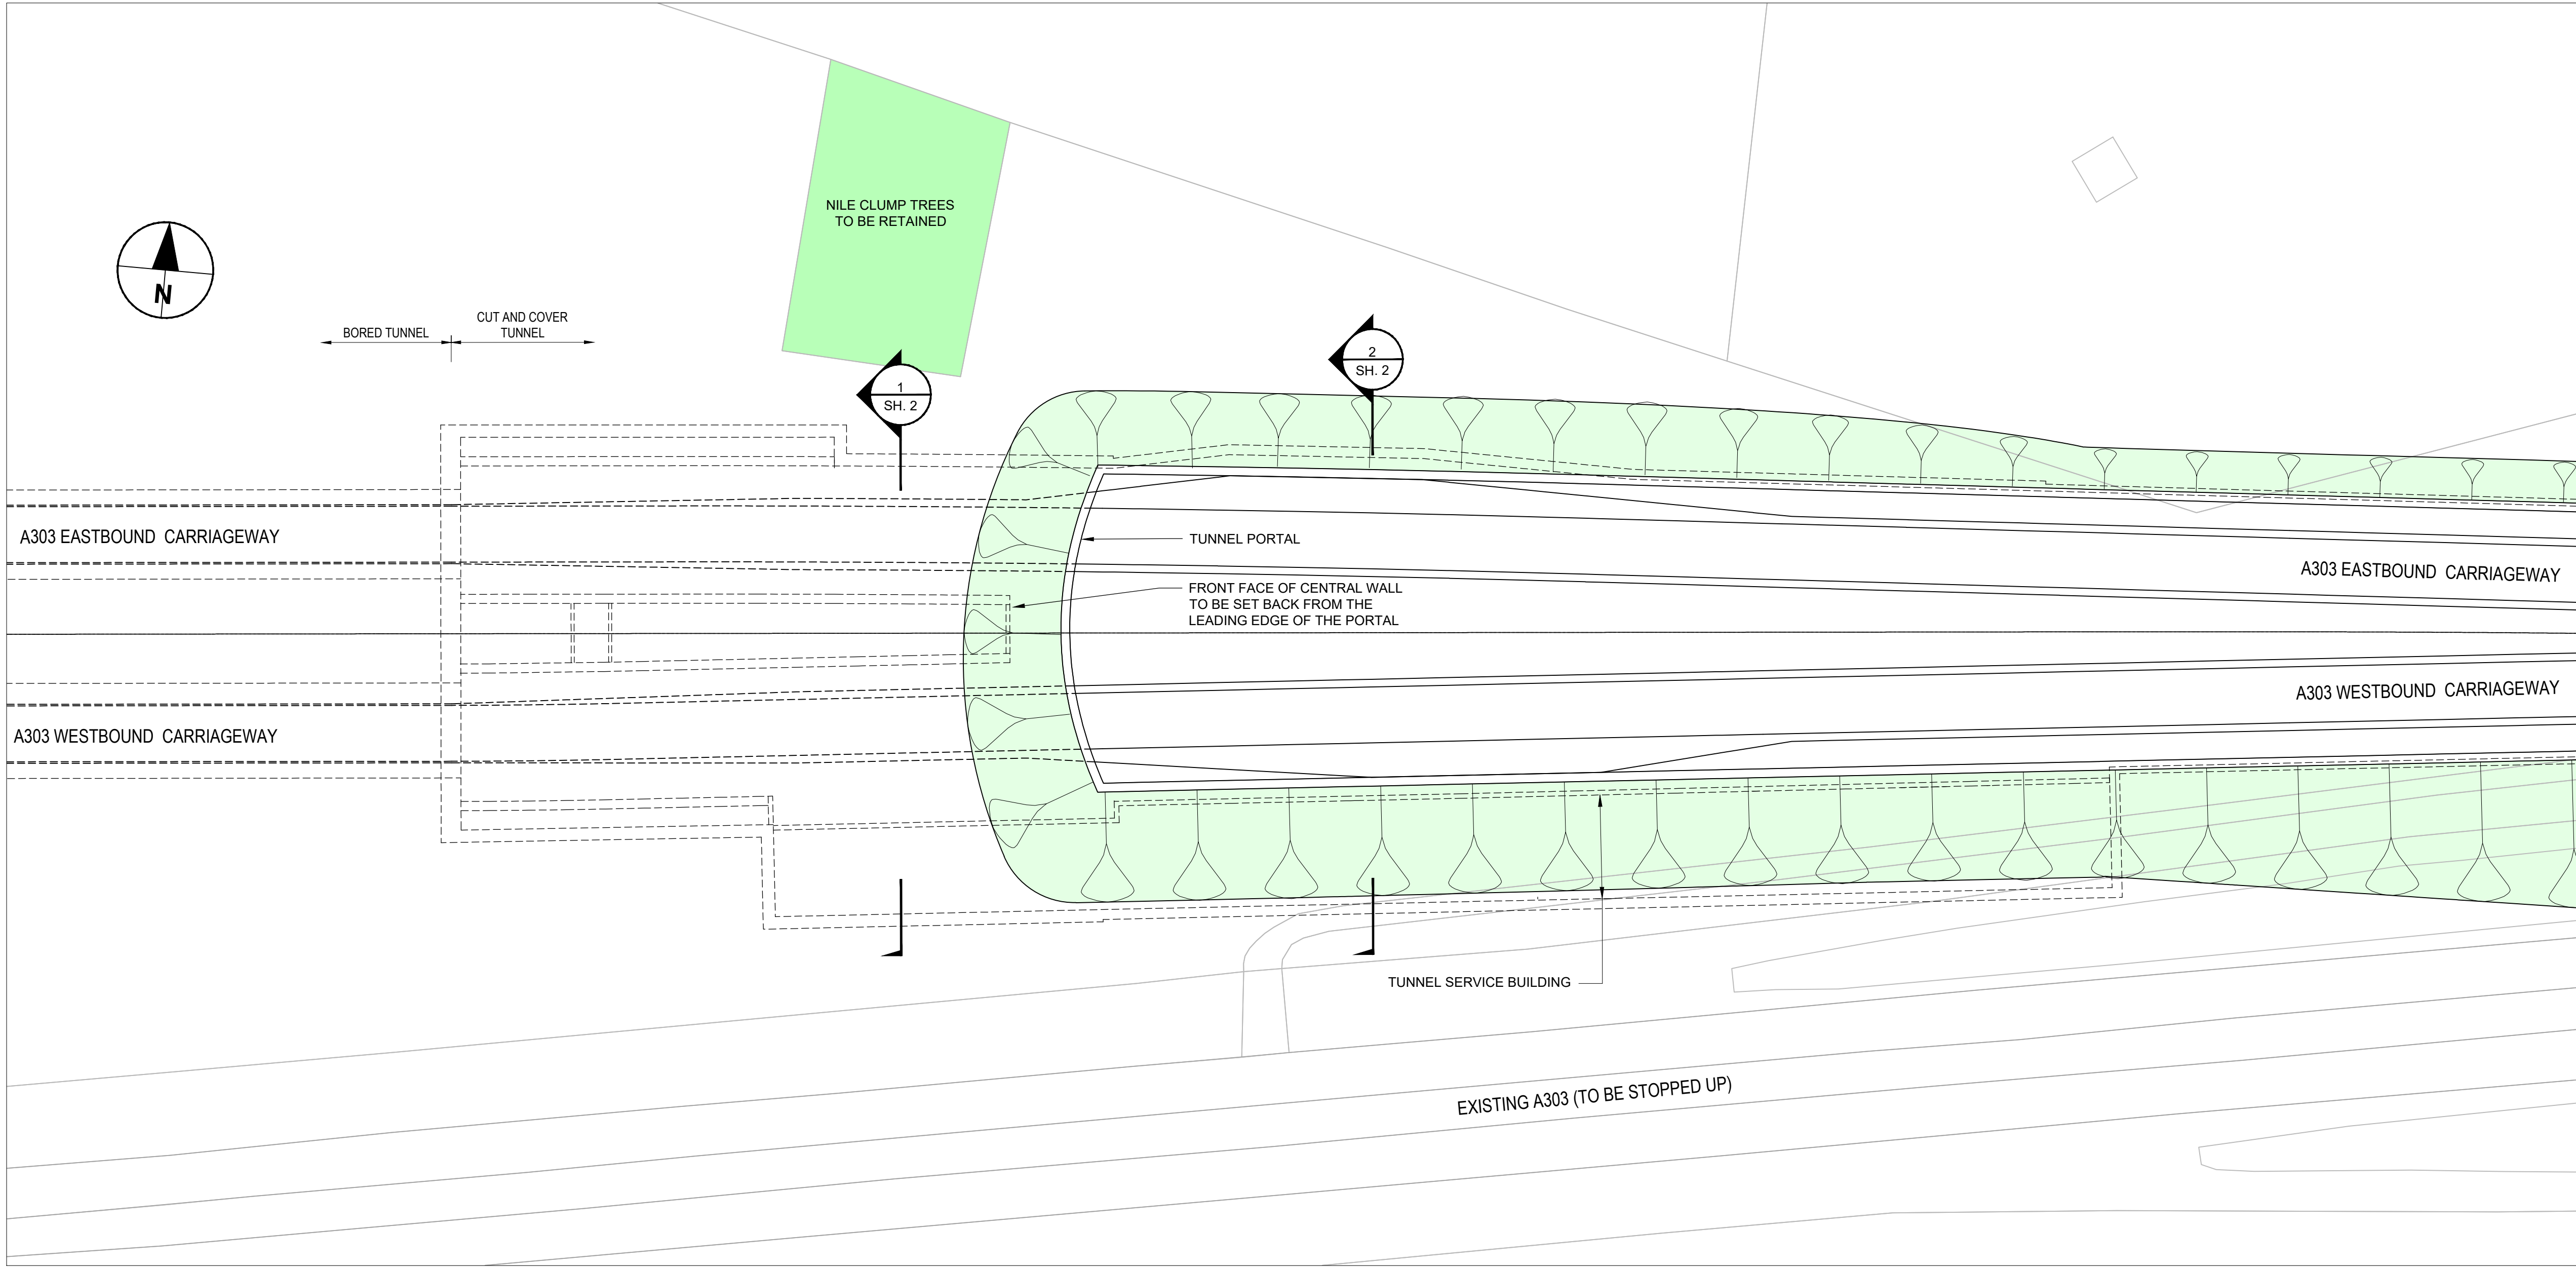 NILE CLUMP TREES
TO BE RETAINED
N
BORED TUNNEL
CUT AND COVER
TUNNEL
1
SH. 2
2
SH. 2
A303 EASTBOUND CARRIAGEWAY
TUNNEL PORTAL
FRONT FACE OF CENTRAL WALL
TO BE SET BACK FROM THE
LEADING EDGE OF THE PORTAL
A303 EASTBOUND CARRIAGEWAY
A303 WESTBOUND CARRIAGEWAY
A303 WESTBOUND CARRIAGEWAY
TUNNEL SERVICE BUILDING
EXISTING A303 (TO BE STOPPED UP)